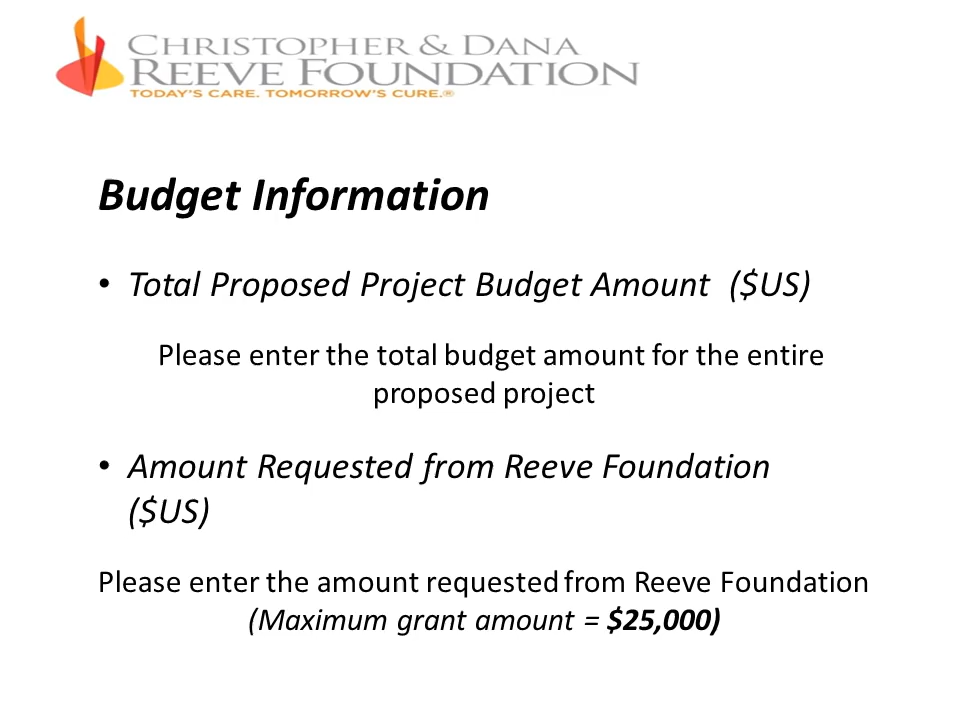 CHRISTOPHER & DANA
REEVE FOUNDATION
TODAY'S CARE. TOMORROW'S CURE.®
Budget Information
• Total Proposed Project Budget Amount ($US)
Please enter the total budget amount for the entire
proposed project
• Amount Requested from Reeve Foundation
($US)
Please enter the amount requested from Reeve Foundation
(Maximum grant amount = $25,000)